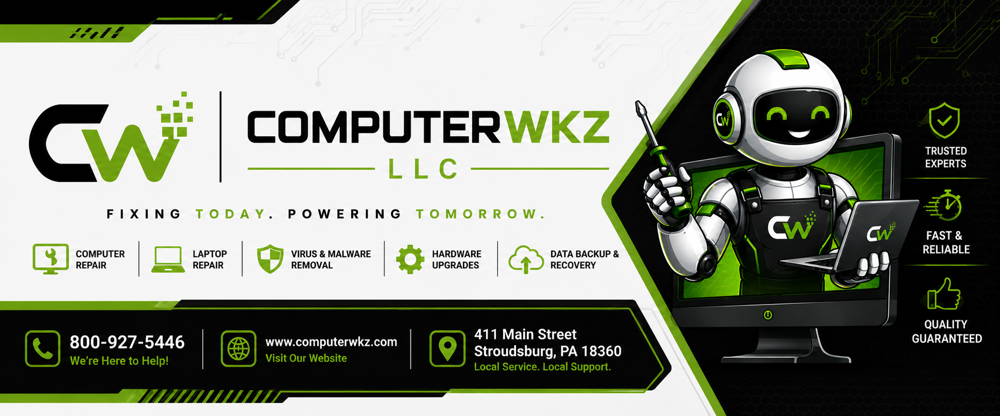 CW
COMPUTERWKZ
LLC
FIXING TODAY. POWERING TOMORROW.
COMPUTER
REPAIR
LAPTOP
REPAIR
VIRUS & MALWARE
REMOVAL
HARDWARE
UPGRADES
DATA BACKUP &
RECOVERY
800-927-5446
We're Here to Help!
www.computerwkz.com
Visit Our Website
411 Main Street
Stroudsburg, PA 18360
Local Service. Local Support.
CW
CW
CW
TRUSTED
EXPERTS
FAST &
RELIABLE
QUALITY
GUARANTEED